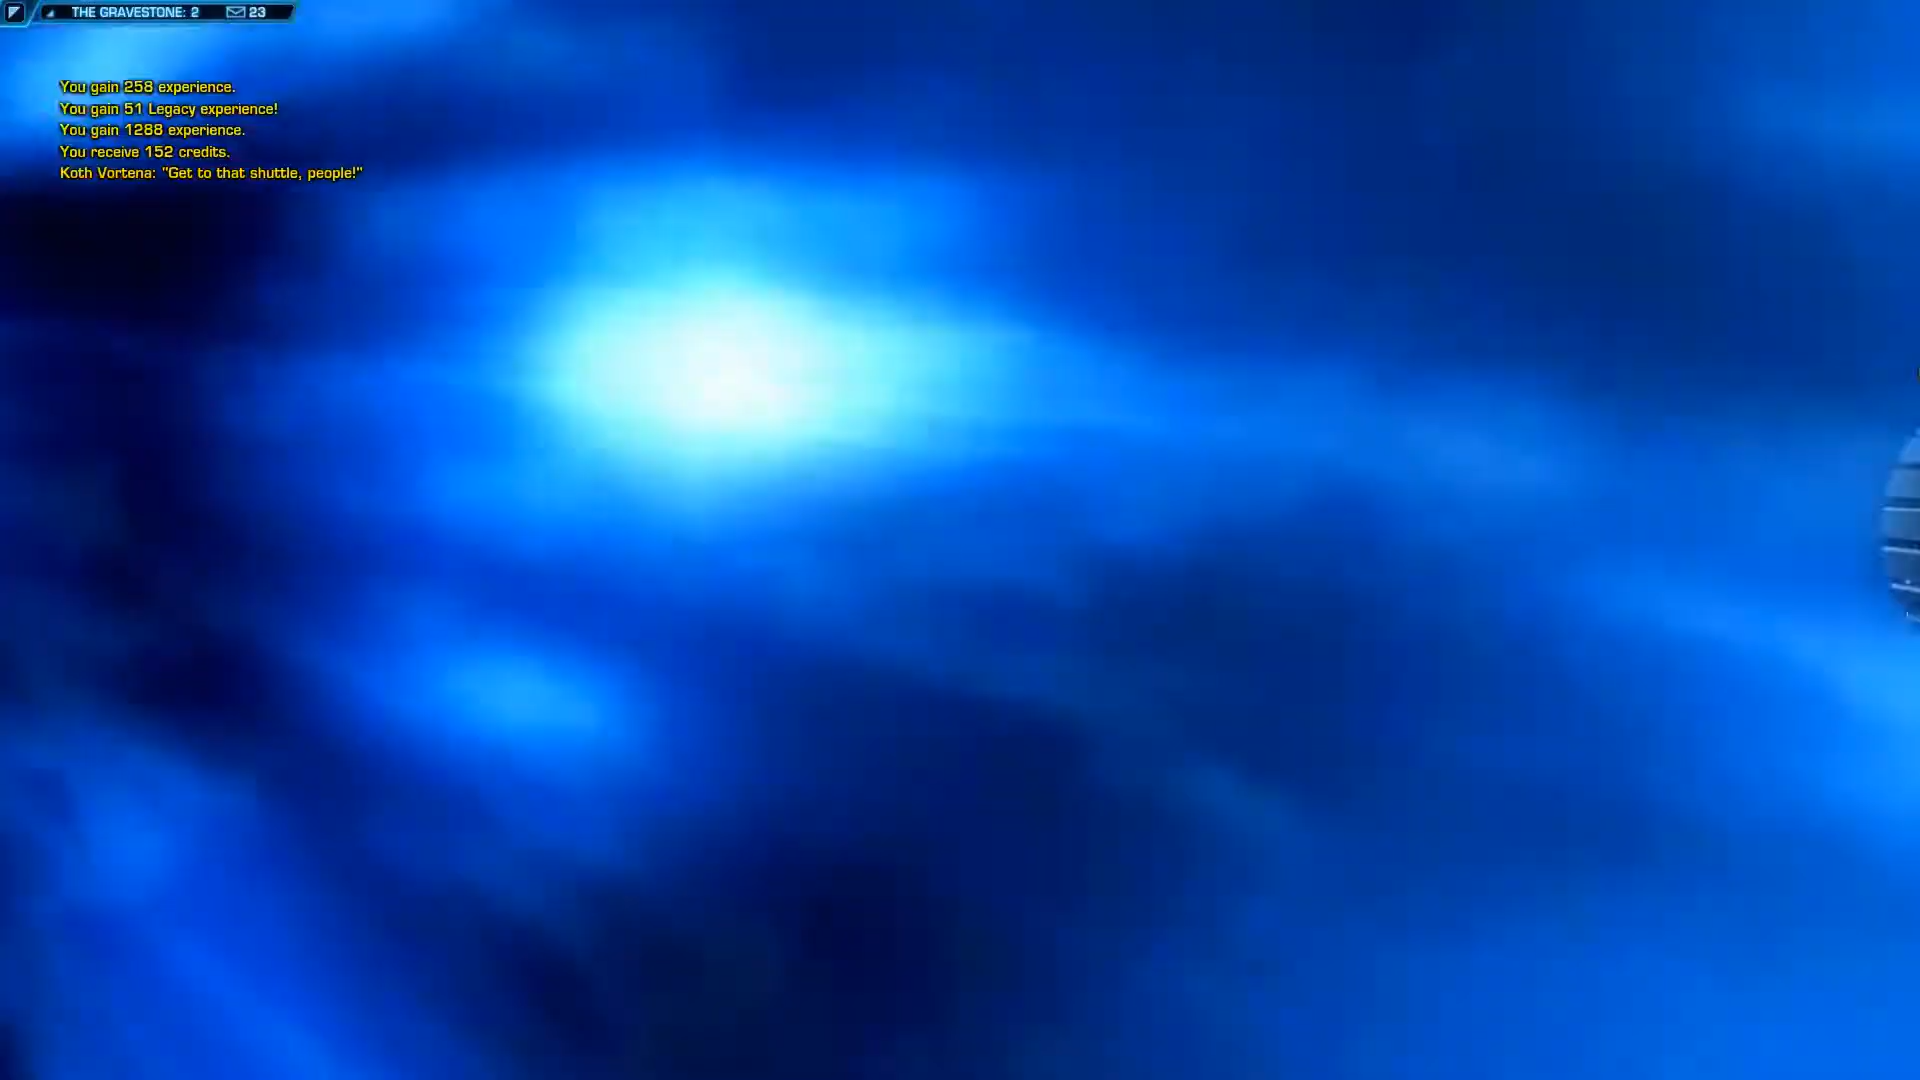 THE GRAVESTONE: 2 23
You gain 258 experience.
You gain 51 Legacy experience!
You gain 1288 experience.
You receive 152 credits.
Koth Vortena: "Get to that shuttle, people!"